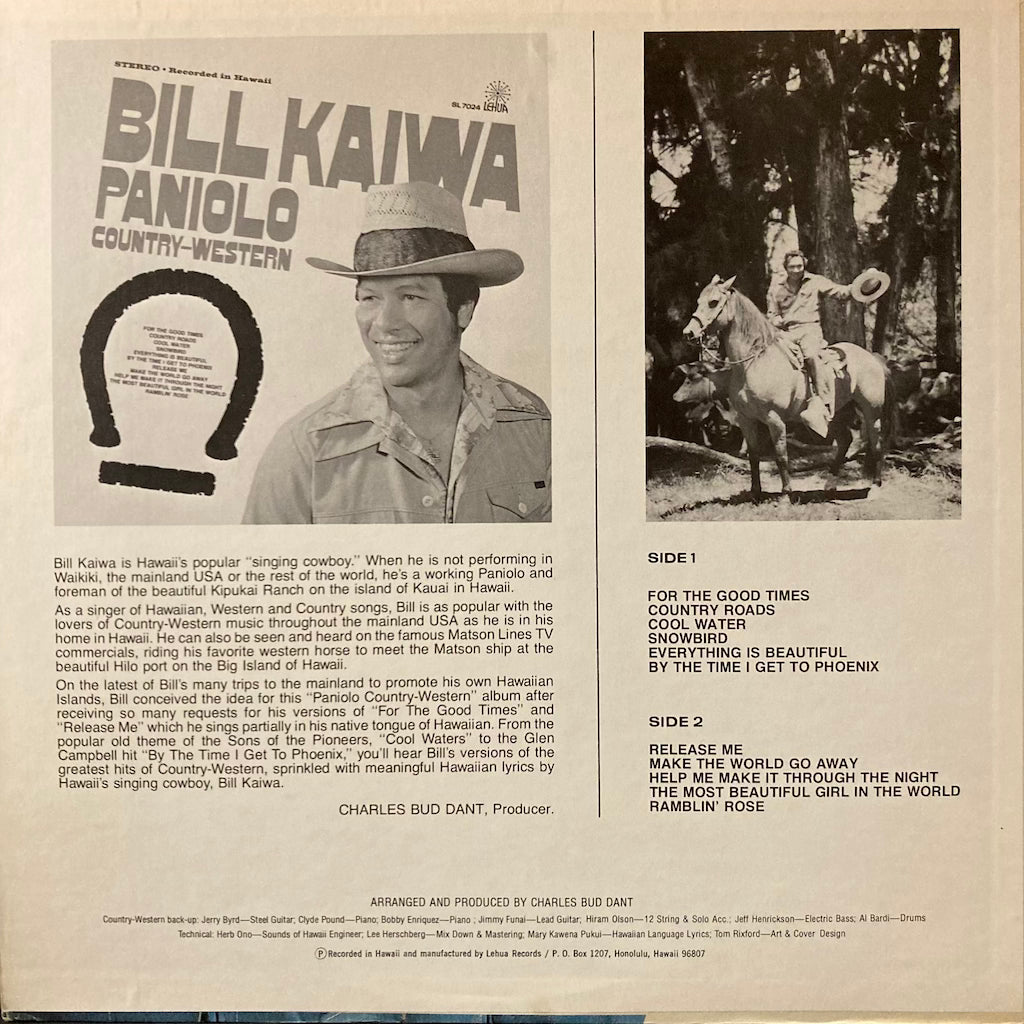 STEREO • Recorded in Hawaii
SL 7024 LEHUA
BILL KAIWA
PANIOLO
COUNTRY-WESTERN
FOR THE GOOD TIMES
COUNTRY ROADS
COOL WATER
SNOWBIRD
EVERYTHING IS BEAUTIFUL
BY THE TIME I GET TO PHOENIX
RELEASE ME
MAKE THE WORLD GO AWAY
HELP ME MAKE IT THROUGH THE NIGHT
THE MOST BEAUTIFUL GIRL IN THE WORLD
RAMBLIN' ROSE
Bill Kaiwa is Hawaii's popular "singing cowboy." When he is not performing in
Waikiki, the mainland USA or the rest of the world, he's a working Paniolo and
foreman of the beautiful Kipukai Ranch on the island of Kauai in Hawaii.
As a singer of Hawaiian, Western and Country songs, Bill is as popular with the
lovers of Country-Western music throughout the mainland USA as he is in his
home in Hawaii. He can also be seen and heard on the famous Matson Lines TV
commercials, riding his favorite western horse to meet the Matson ship at the
beautiful Hilo port on the Big Island of Hawaii.
On the latest of Bill's many trips to the mainland to promote his own Hawaiian
Islands, Bill conceived the idea for this "Paniolo Country-Western" album after
receiving so many requests for his versions of "For The Good Times" and
"Release Me" which he sings partially in his native tongue of Hawaiian. From the
popular old theme of the Sons of the Pioneers, "Cool Waters" to the Glen
Campbell hit "By The Time I Get To Phoenix," you'll hear Bill's versions of the
greatest hits of Country-Western, sprinkled with meaningful Hawaiian lyrics by
Hawaii's singing cowboy, Bill Kaiwa.
CHARLES BUD DANT, Producer.
SIDE 1
FOR THE GOOD TIMES
COUNTRY ROADS
COOL WATER
SNOWBIRD
EVERYTHING IS BEAUTIFUL
BY THE TIME I GET TO PHOENIX
SIDE 2
RELEASE ME
MAKE THE WORLD GO AWAY
HELP ME MAKE IT THROUGH THE NIGHT
THE MOST BEAUTIFUL GIRL IN THE WORLD
RAMBLIN' ROSE
ARRANGED AND PRODUCED BY CHARLES BUD DANT
Country-Western back-up: Jerry Byrd—Steel Guitar; Clyde Pound—Piano; Bobby Enriquez—Piano ; Jimmy Funai—Lead Guitar; Hiram Olson—12 String & Solo Acc.; Jeff Henrickson—Electric Bass; Al Bardi—Drums
Technical: Herb Ono—Sounds of Hawaii Engineer; Lee Herschberg—Mix Down & Mastering; Mary Kawena Pukui—Hawaiian Language Lyrics; Tom Rixford—Art & Cover Design
Ⓟ Recorded in Hawaii and manufactured by Lehua Records / P. O. Box 1207, Honolulu, Hawaii 96807